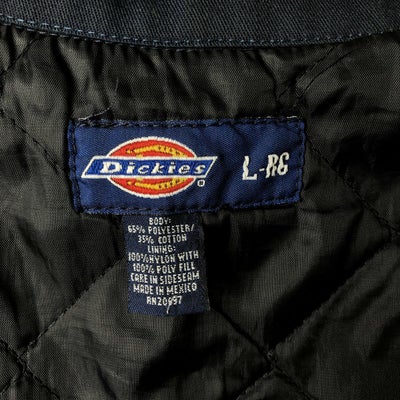 Dickies
L-RG
BODY:
65% POLYESTER/
35% COTTON
LINING:
100%NYLON WITH
100% POLY FILL
CARE IN SIDESEAM
MADE IN MEXICO
RN20697